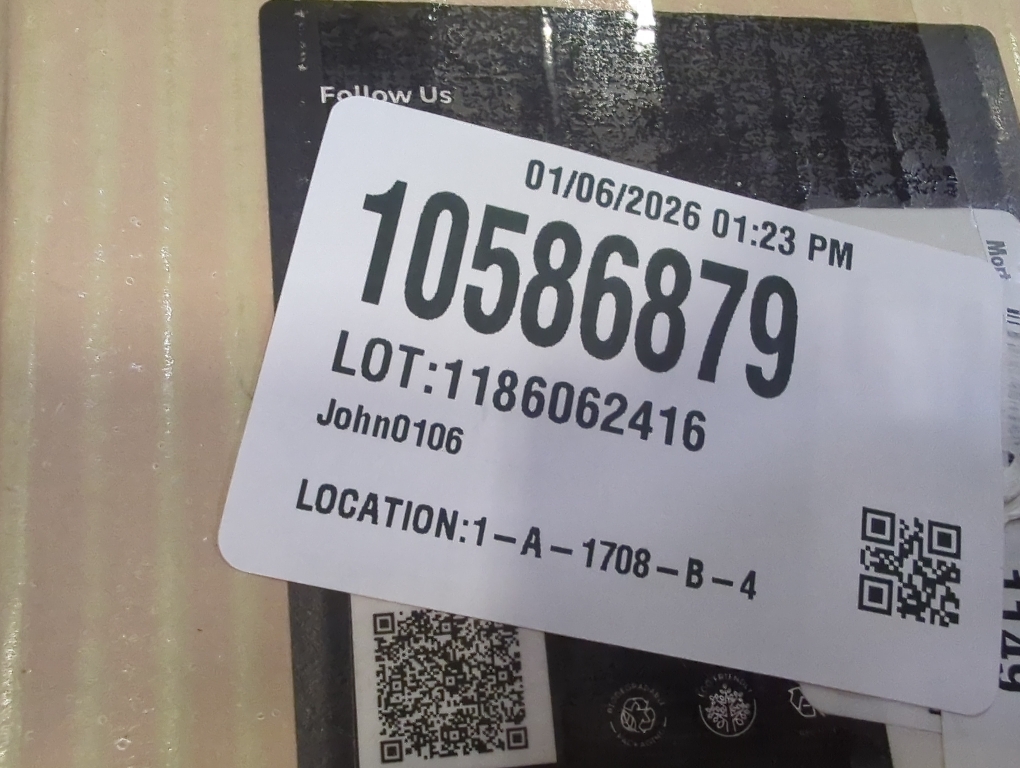 Follow Us
01/06/2026 01:23 PM
10586879
LOT:1186062416
John0106
LOCATION:1-A-1708-B-4